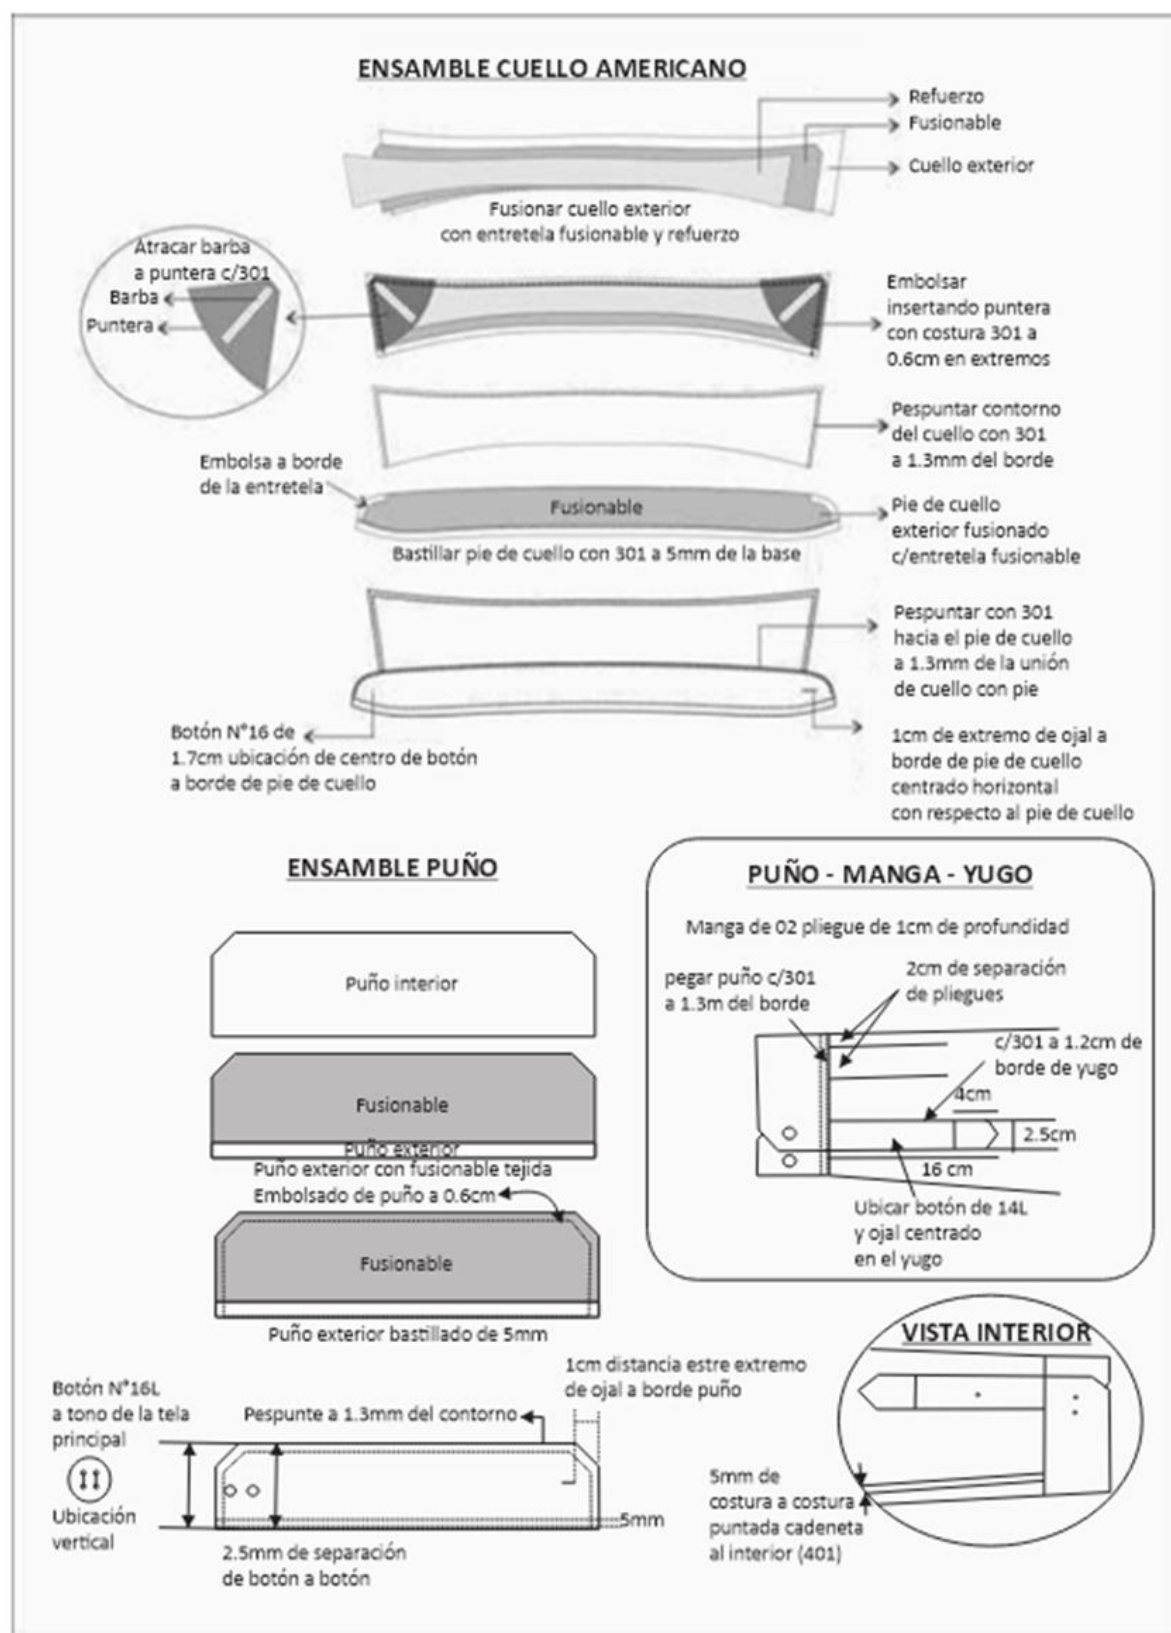 ENSAMBLE CUELLO AMERICANO
Refuerzo
Fusionable
Cuello exterior
Fusionar cuello exterior
con entretela fusionable y refuerzo
Atracar barba
a puntera c/301
Barba
Puntera
Embolsar
insertando puntera
con costura 301 a
0.6cm en extremos
Pespuntar contorno
del cuello con 301
a 1.3mm del borde
Embolsa a borde
de la entretela
Fusionable
Pie de cuello
exterior fusionado
c/entretela fusionable
Bastillar pie de cuello con 301 a 5mm de la base
Pespuntar con 301
hacia el pie de cuello
a 1.3mm de la unión
de cuello con pie
Botón N°16 de
1.7cm ubicación de centro de botón
a borde de pie de cuello
1cm de extremo de ojal a
borde de pie de cuello
centrado horizontal
con respecto al pie de cuello
ENSAMBLE PUÑO
Puño interior
Fusionable
Puño exterior
Puño exterior con fusionable tejida
Embolsado de puño a 0.6cm
Fusionable
Puño exterior bastillado de 5mm
PUÑO - MANGA - YUGO
Manga de 02 pliegue de 1cm de profundidad
pegar puño c/301
a 1.3m del borde
2cm de separación
de pliegues
c/301 a 1.2cm de
borde de yugo
4cm
2.5cm
16 cm
Ubicar botón de 14L
y ojal centrado
en el yugo
Botón N°16L
a tono de la tela
principal
Ubicación
vertical
Pespunte a 1.3mm del contorno
1cm distancia estre extremo
de ojal a borde puño
5mm
2.5mm de separación
de botón a botón
VISTA INTERIOR
5mm de
costura a costura
puntada cadeneta
al interior (401)